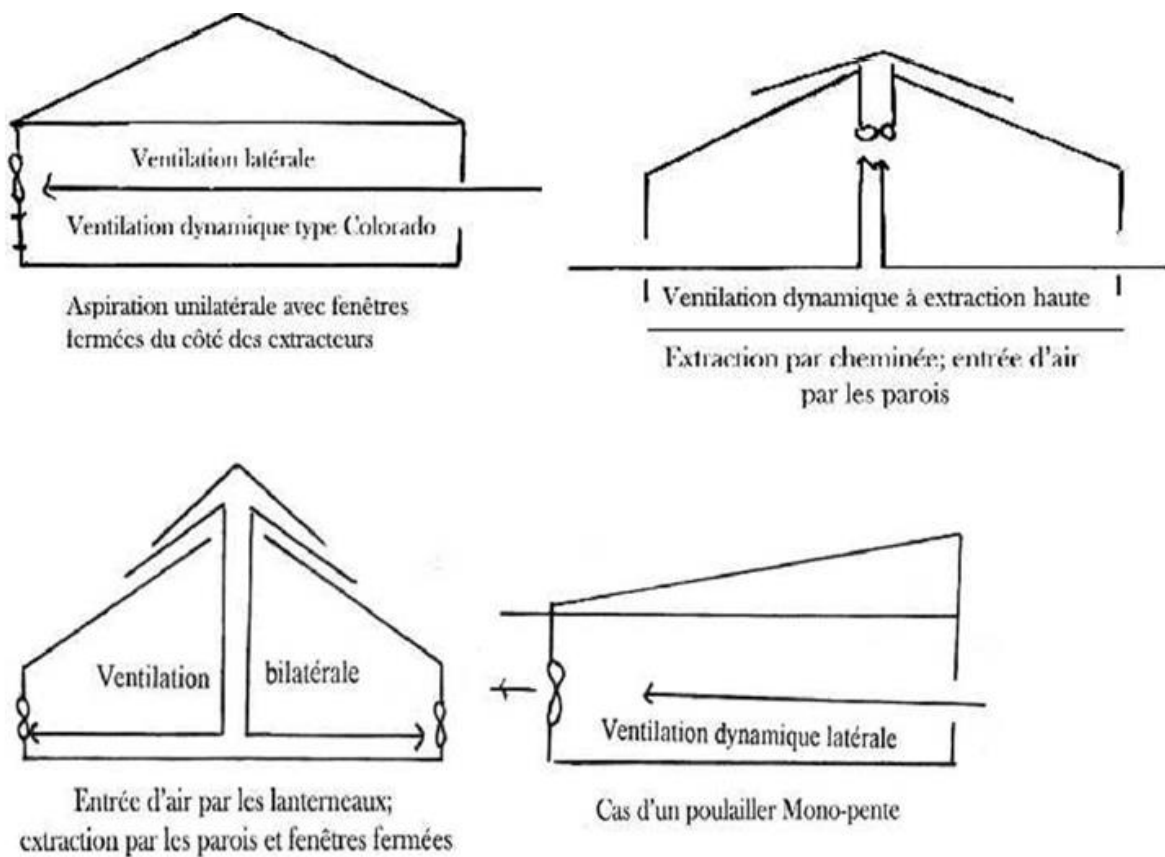 Ventilation latérale
Ventilation dynamique type Colorado
Aspiration unilatérale avec fenêtres
fermées du côté des extracteurs
Ventilation dynamique à extraction haute
Extraction par cheminée; entrée d'air
par les parois
Ventilation bilatérale
Entrée d'air par les lanterneaux;
extraction par les parois et fenêtres fermées
Ventilation dynamique latérale
Cas d'un poulailler Mono-pente